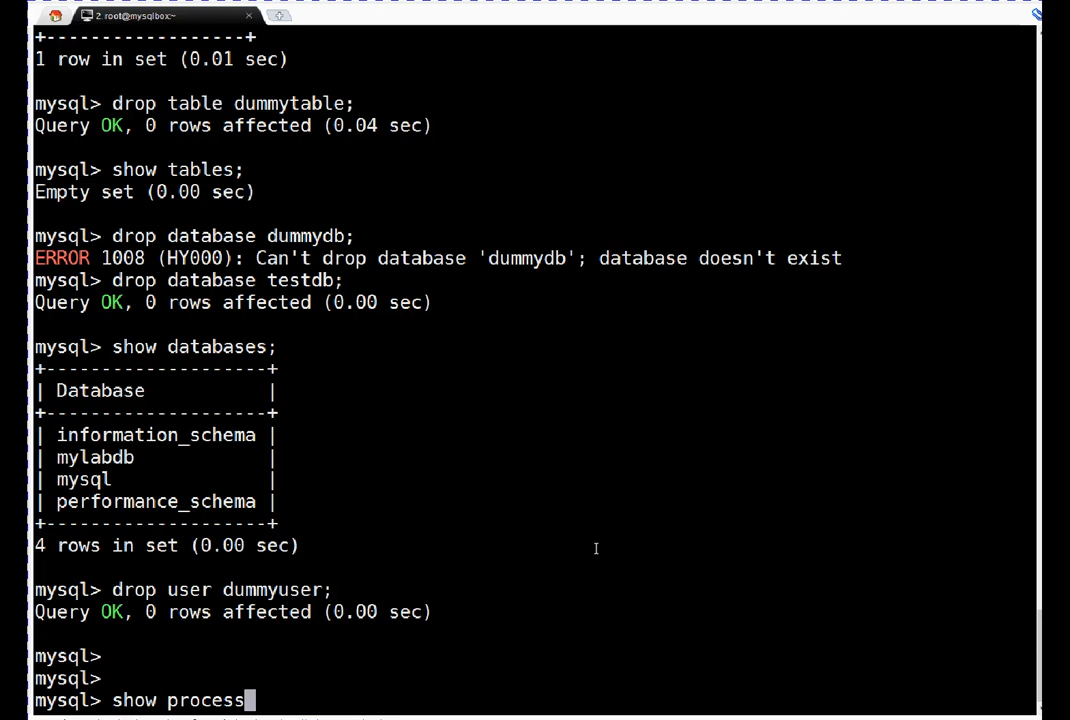 2. root@mysqlbox:~
+------------------+
1 row in set (0.01 sec)
mysql> drop table dummytable;
Query OK, 0 rows affected (0.04 sec)
mysql> show tables;
Empty set (0.00 sec)
mysql> drop database dummydb;
ERROR 1008 (HY000): Can't drop database 'dummydb'; database doesn't exist
mysql> drop database testdb;
Query OK, 0 rows affected (0.00 sec)
mysql> show databases;
+--------------------+
| Database           |
+--------------------+
| information_schema |
| mylabdb            |
| mysql              |
| performance_schema |
+--------------------+
4 rows in set (0.00 sec)
mysql> drop user dummyuser;
Query OK, 0 rows affected (0.00 sec)
mysql>
mysql>
mysql> show process